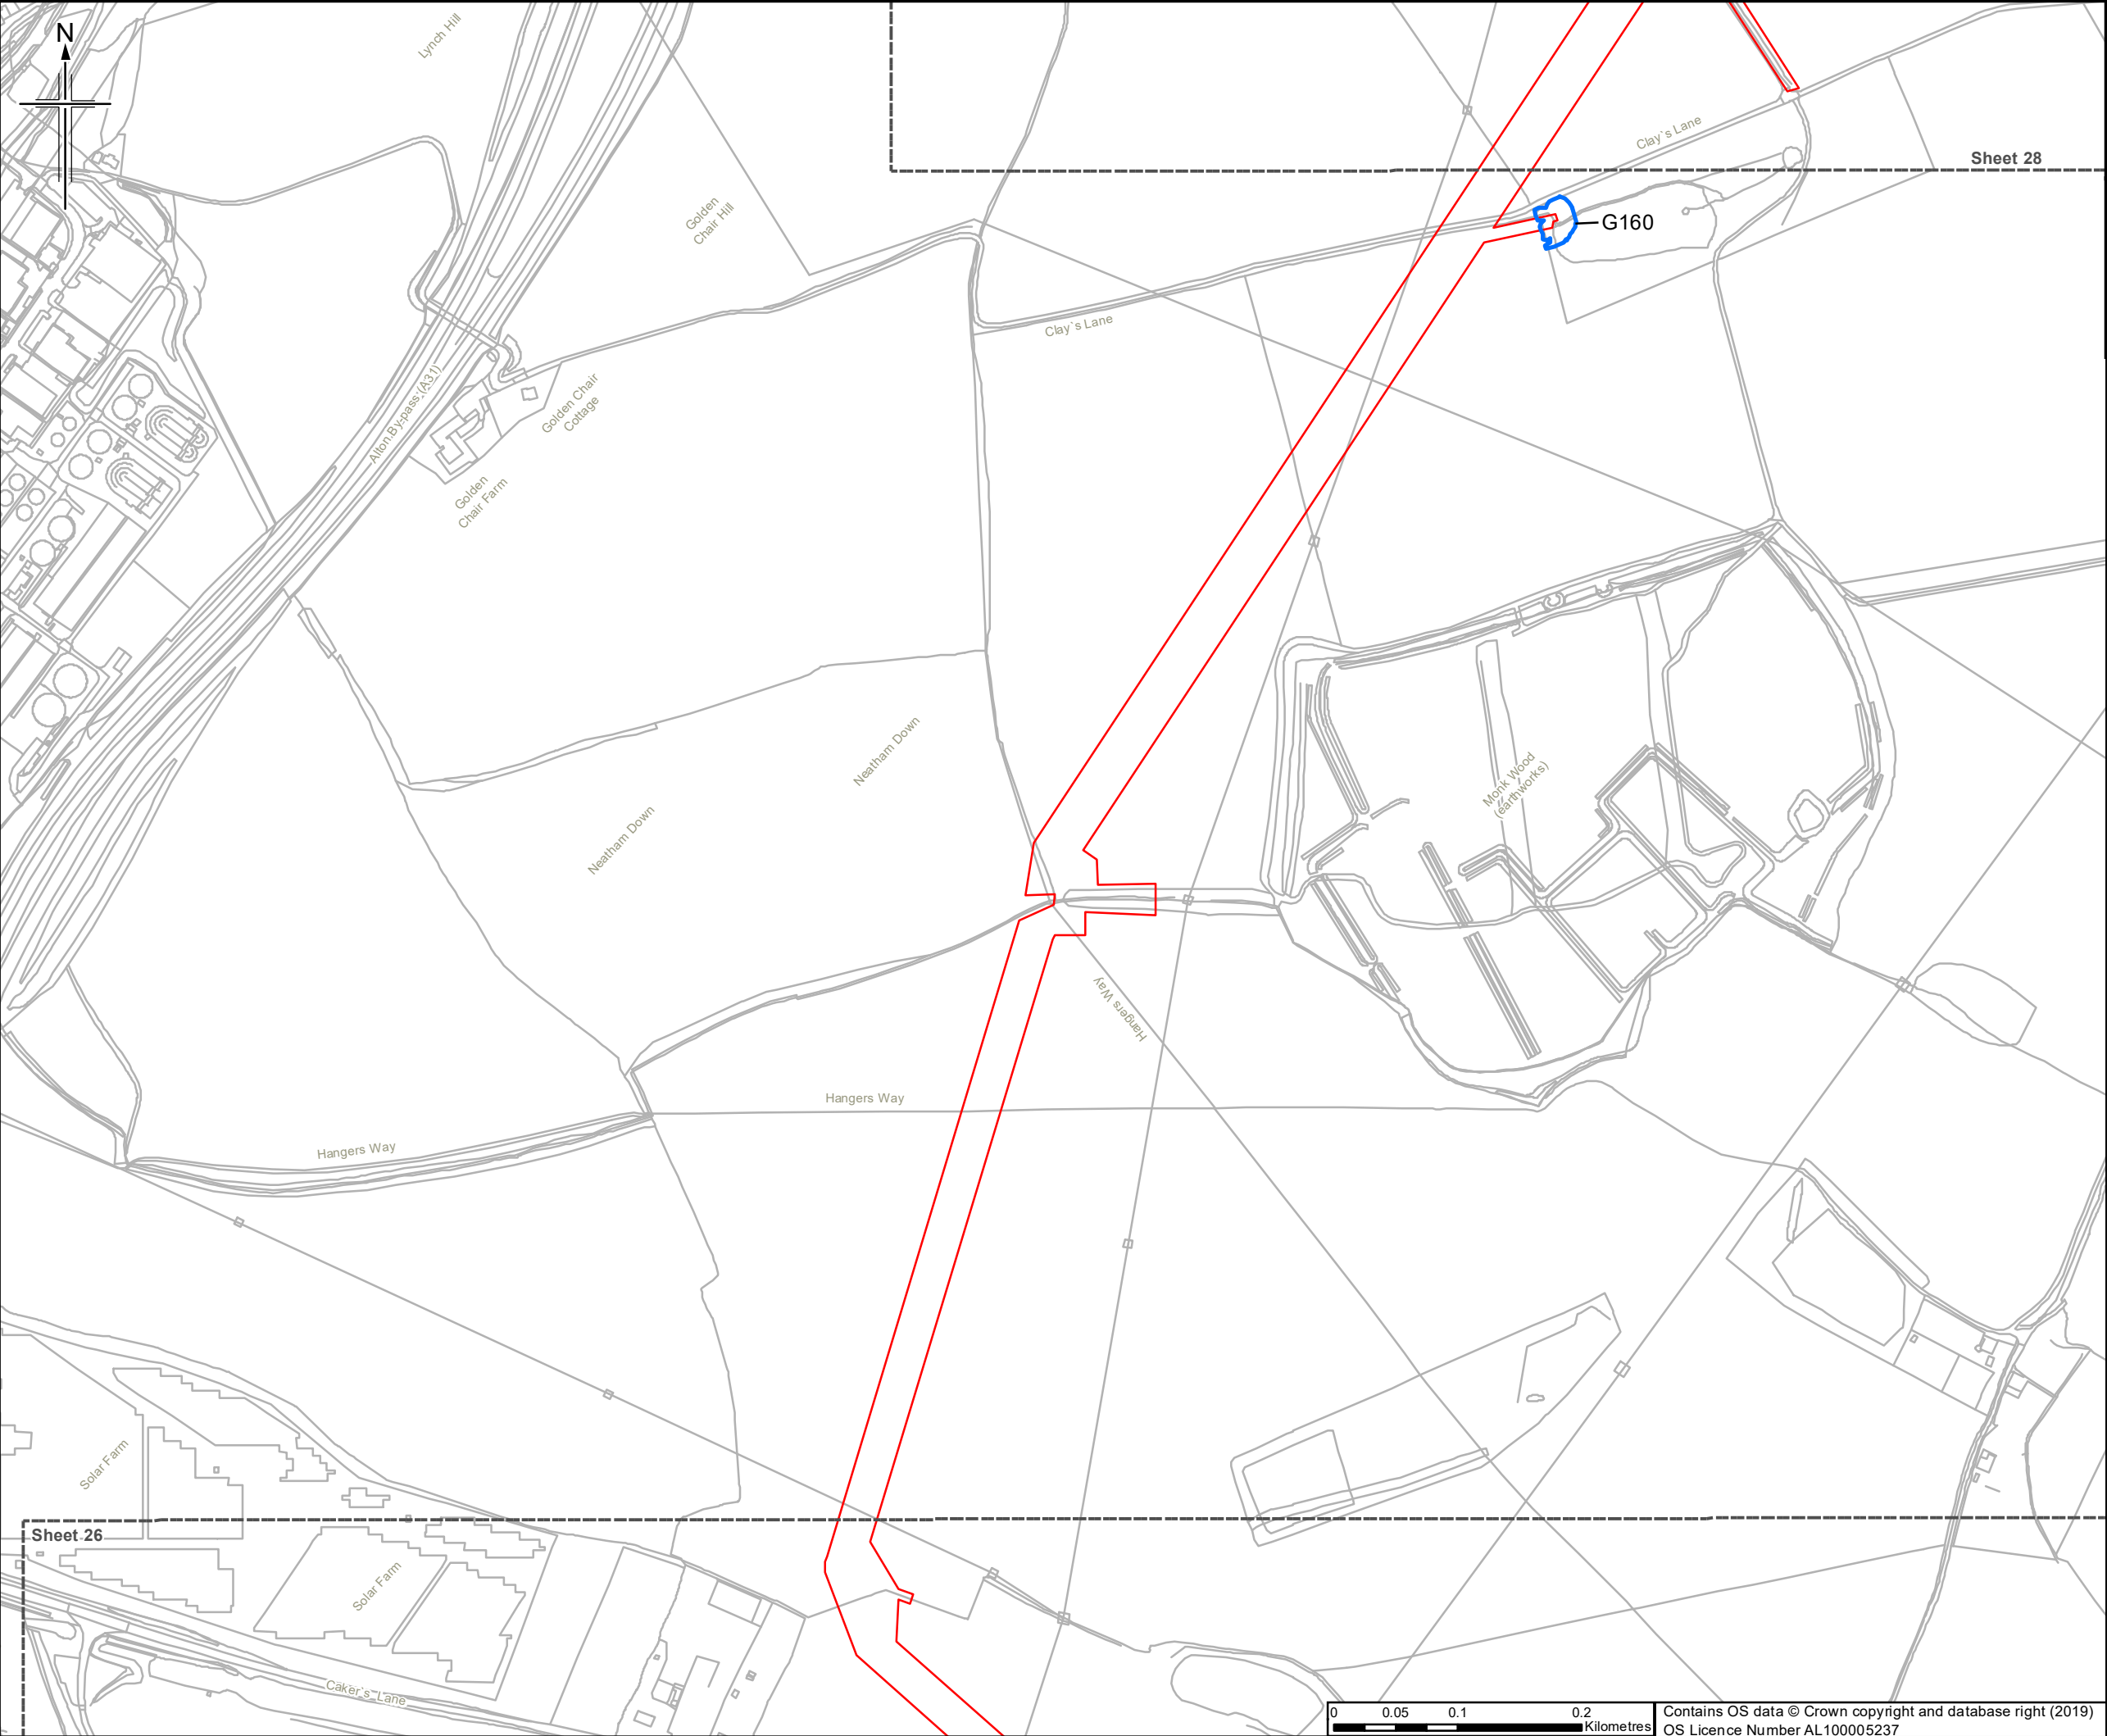 N
Lynch Hill
Clay`s Lane
Sheet 28
Golden
Chair Hill
G160
Clay`s Lane
Alton By-pass (A31)
Golden Chair
Cottage
Golden
Chair Farm
Neatham Down
Neatham Down
Monk Wood
(earthworks)
Hangers Way
Hangers Way
Hangers Way
Solar Farm
Sheet 26
Solar Farm
Caker`s Lane
0 0.05 0.1 0.2
Kilometres
Contains OS data © Crown copyright and database right (2019)
OS Licence Number AL100005237